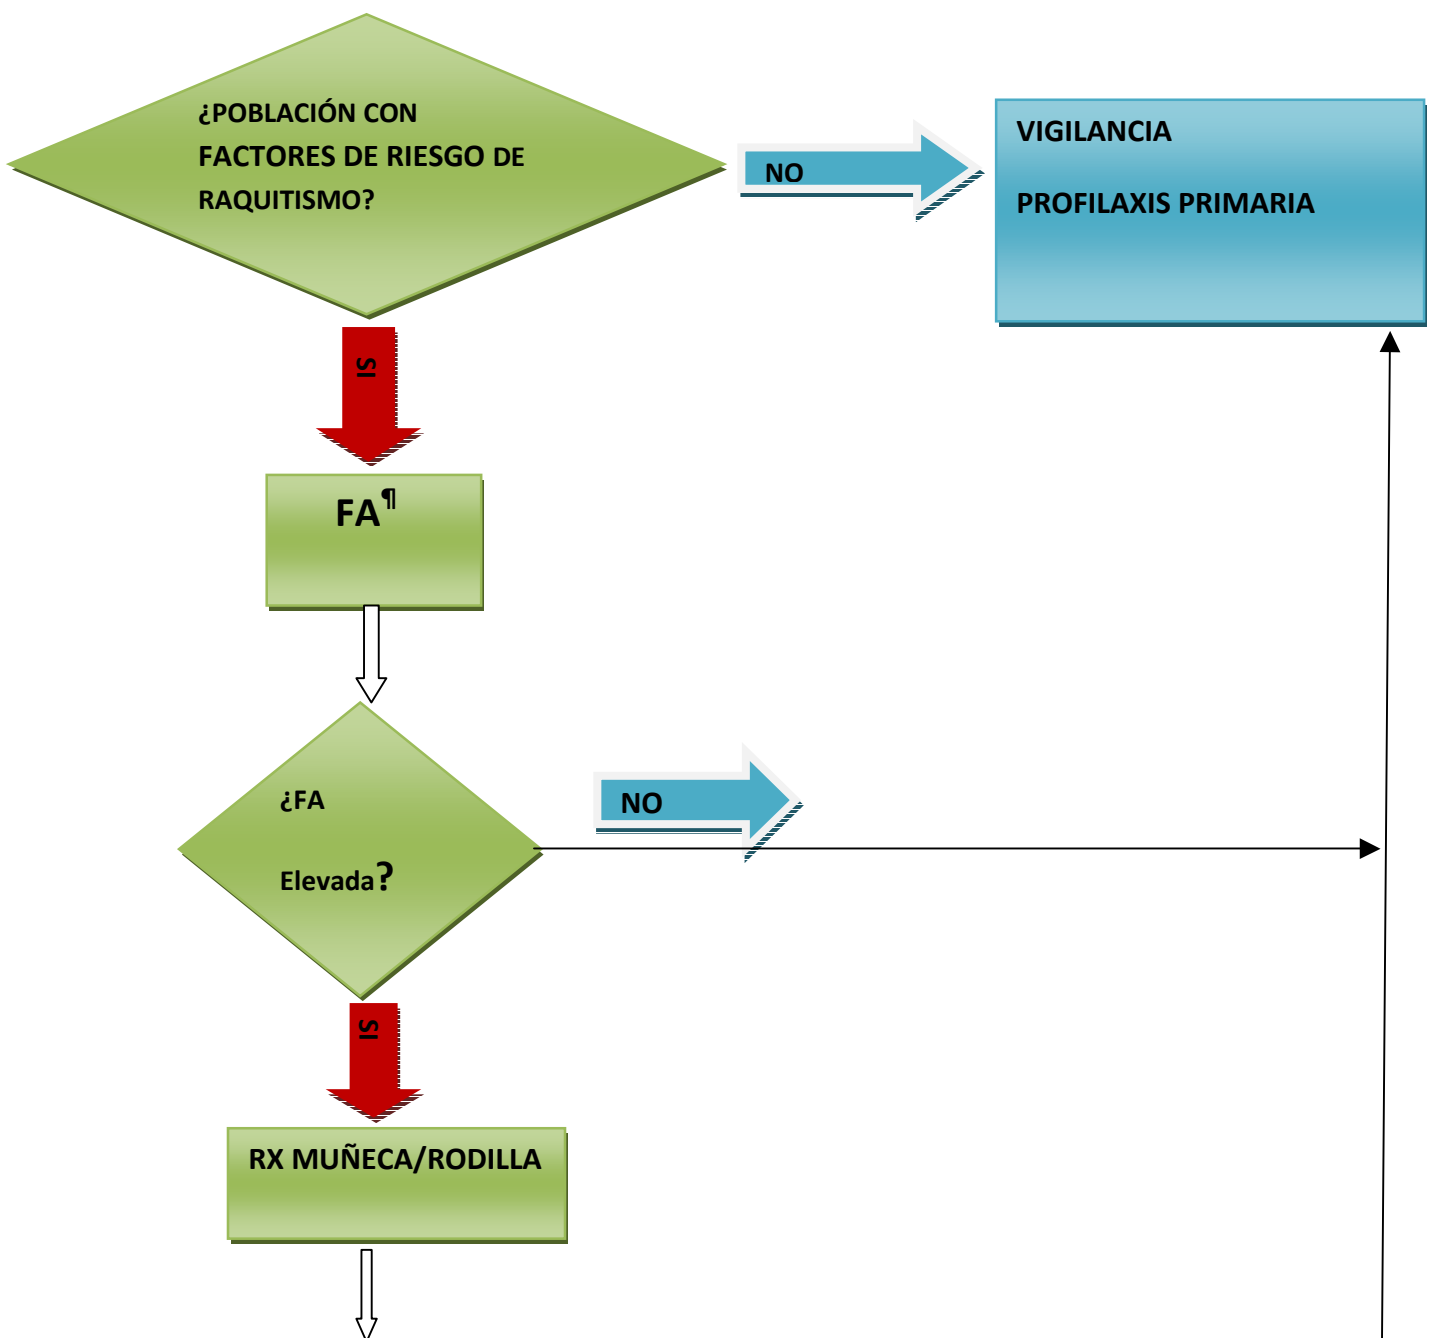 ¿POBLACIÓN CON
FACTORES DE RIESGO DE
RAQUITISMO?
NO
VIGILANCIA
PROFILAXIS PRIMARIA
SI
FA¶
¿FA
Elevada?
NO
SI
RX MUÑECA/RODILLA